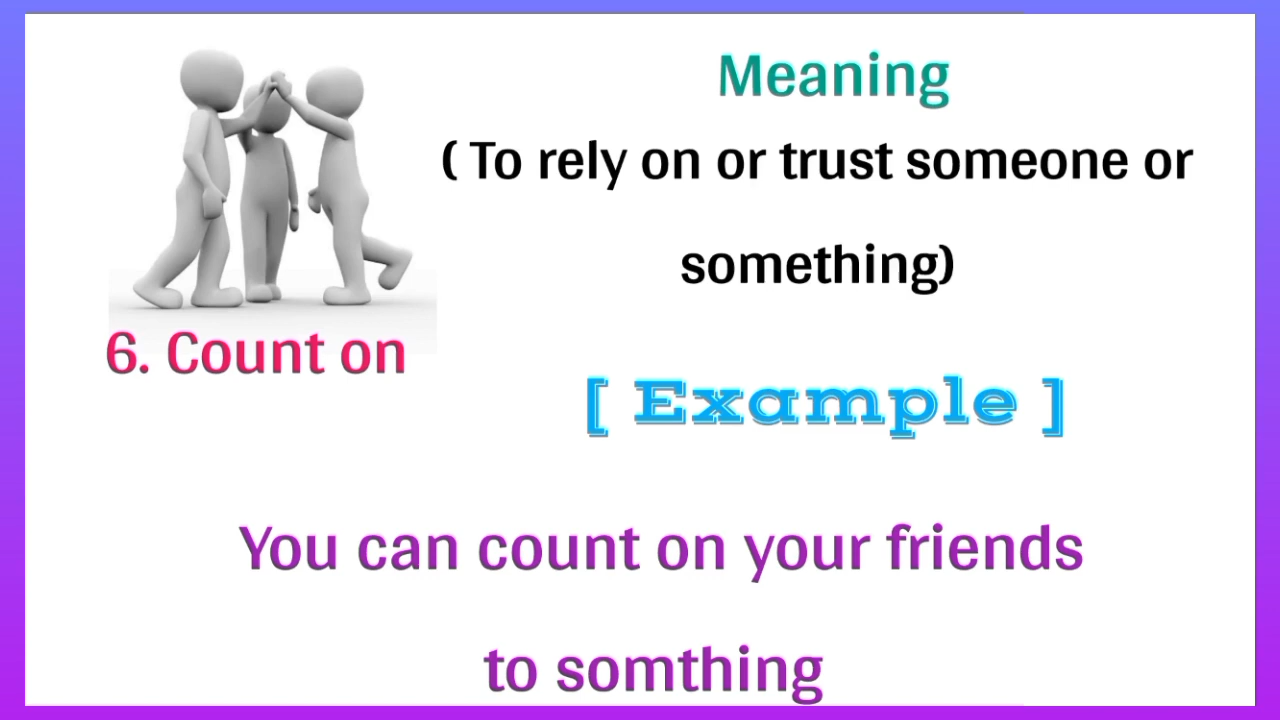 Meaning
( To rely on or trust someone or
something)
6. Count on
[ Example ]
You can count on your friends
to somthing